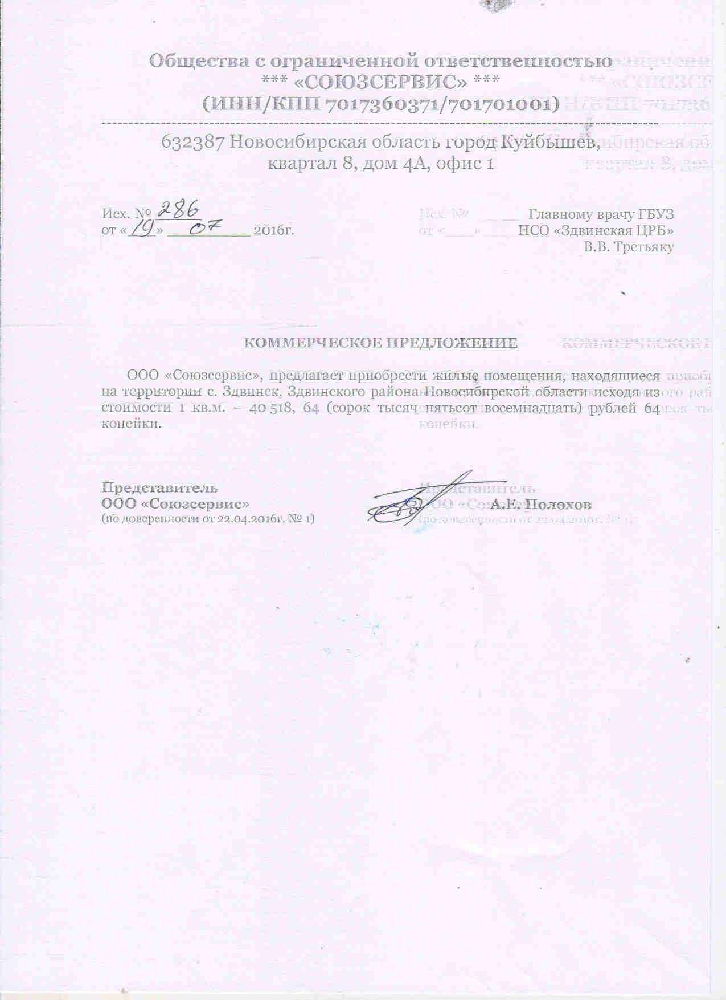 Общества с ограниченной ответственностью
*** «СОЮЗСЕРВИС» ***
(ИНН/КПП 7017360371/701701001)
632387 Новосибирская область город Куйбышев,
квартал 8, дом 4А, офис 1
Исх. № 286
от «19» 07 2016г.
Главному врачу ГБУЗ
НСО «Здвинская ЦРБ»
В.В. Третьяку
КОММЕРЧЕСКОЕ ПРЕДЛОЖЕНИЕ
ООО «Союзсервис», предлагает приобрести жилые помещения, находящиеся
на территории с. Здвинск, Здвинского района Новосибирской области исходя из
стоимости 1 кв.м. – 40 518, 64 (сорок тысяч пятьсот восемнадцать) рублей 64
копейки.
Представитель
ООО «Союзсервис» А.Е. Полохов
(по доверенности от 22.04.2016г. № 1)